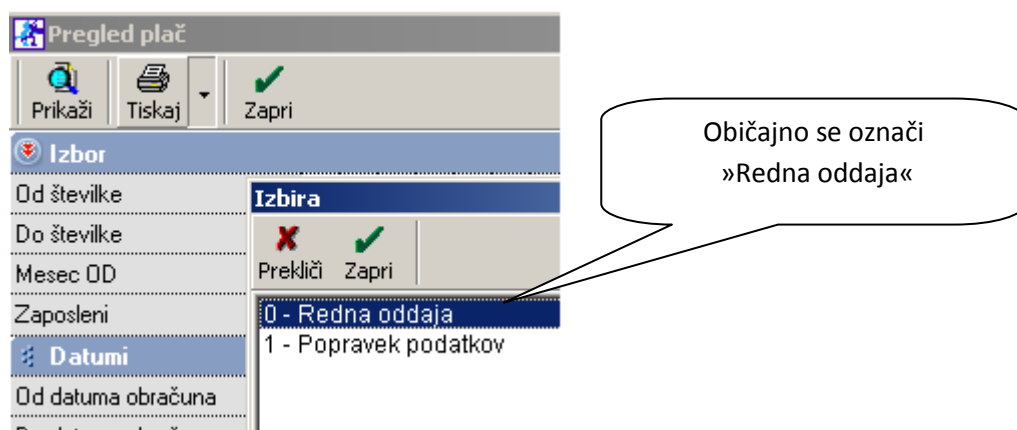 Pregled plač
Prikaži Tiskaj Zapri
Izbor
Od številke
Do številke
Mesec OD
Zaposleni
Datumi
Od datuma obračuna
Izbira
Prekliči Zapri
0 - Redna oddaja
1 - Popravek podatkov
Običajno se označi
»Redna oddaja«